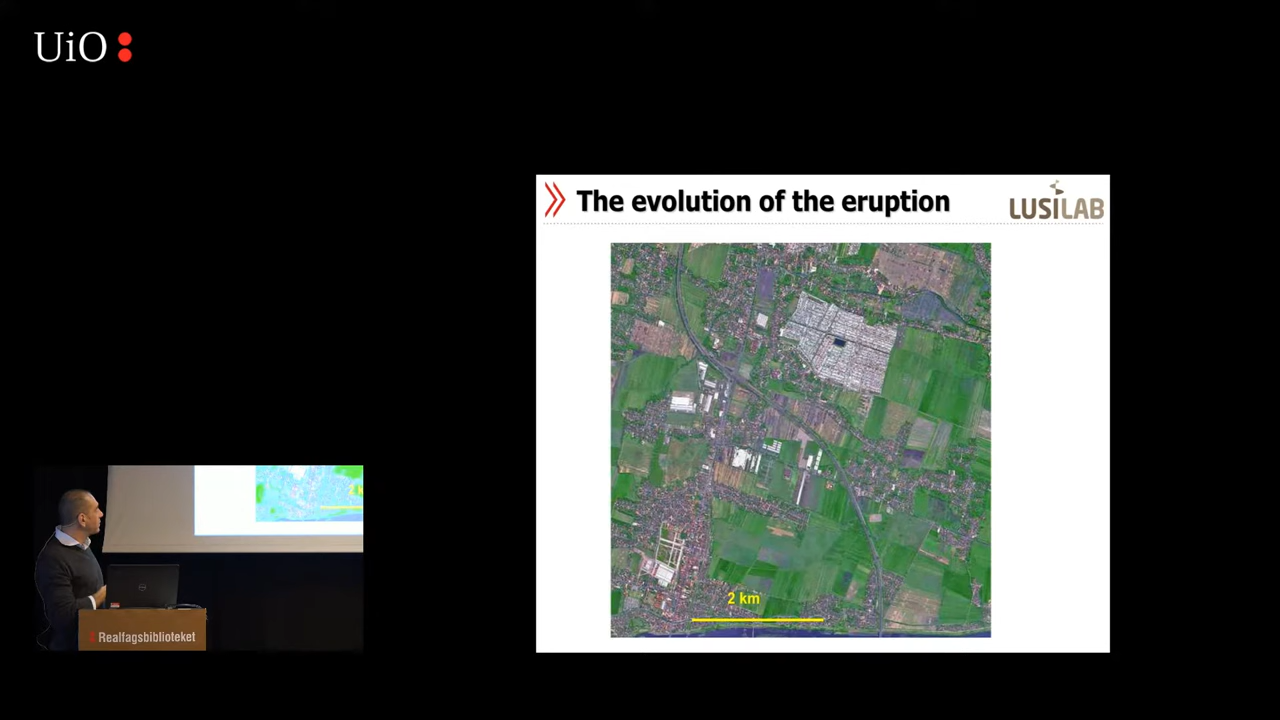 UiO
The evolution of the eruption
LUSILAB
2 km
Realfagsbiblioteket